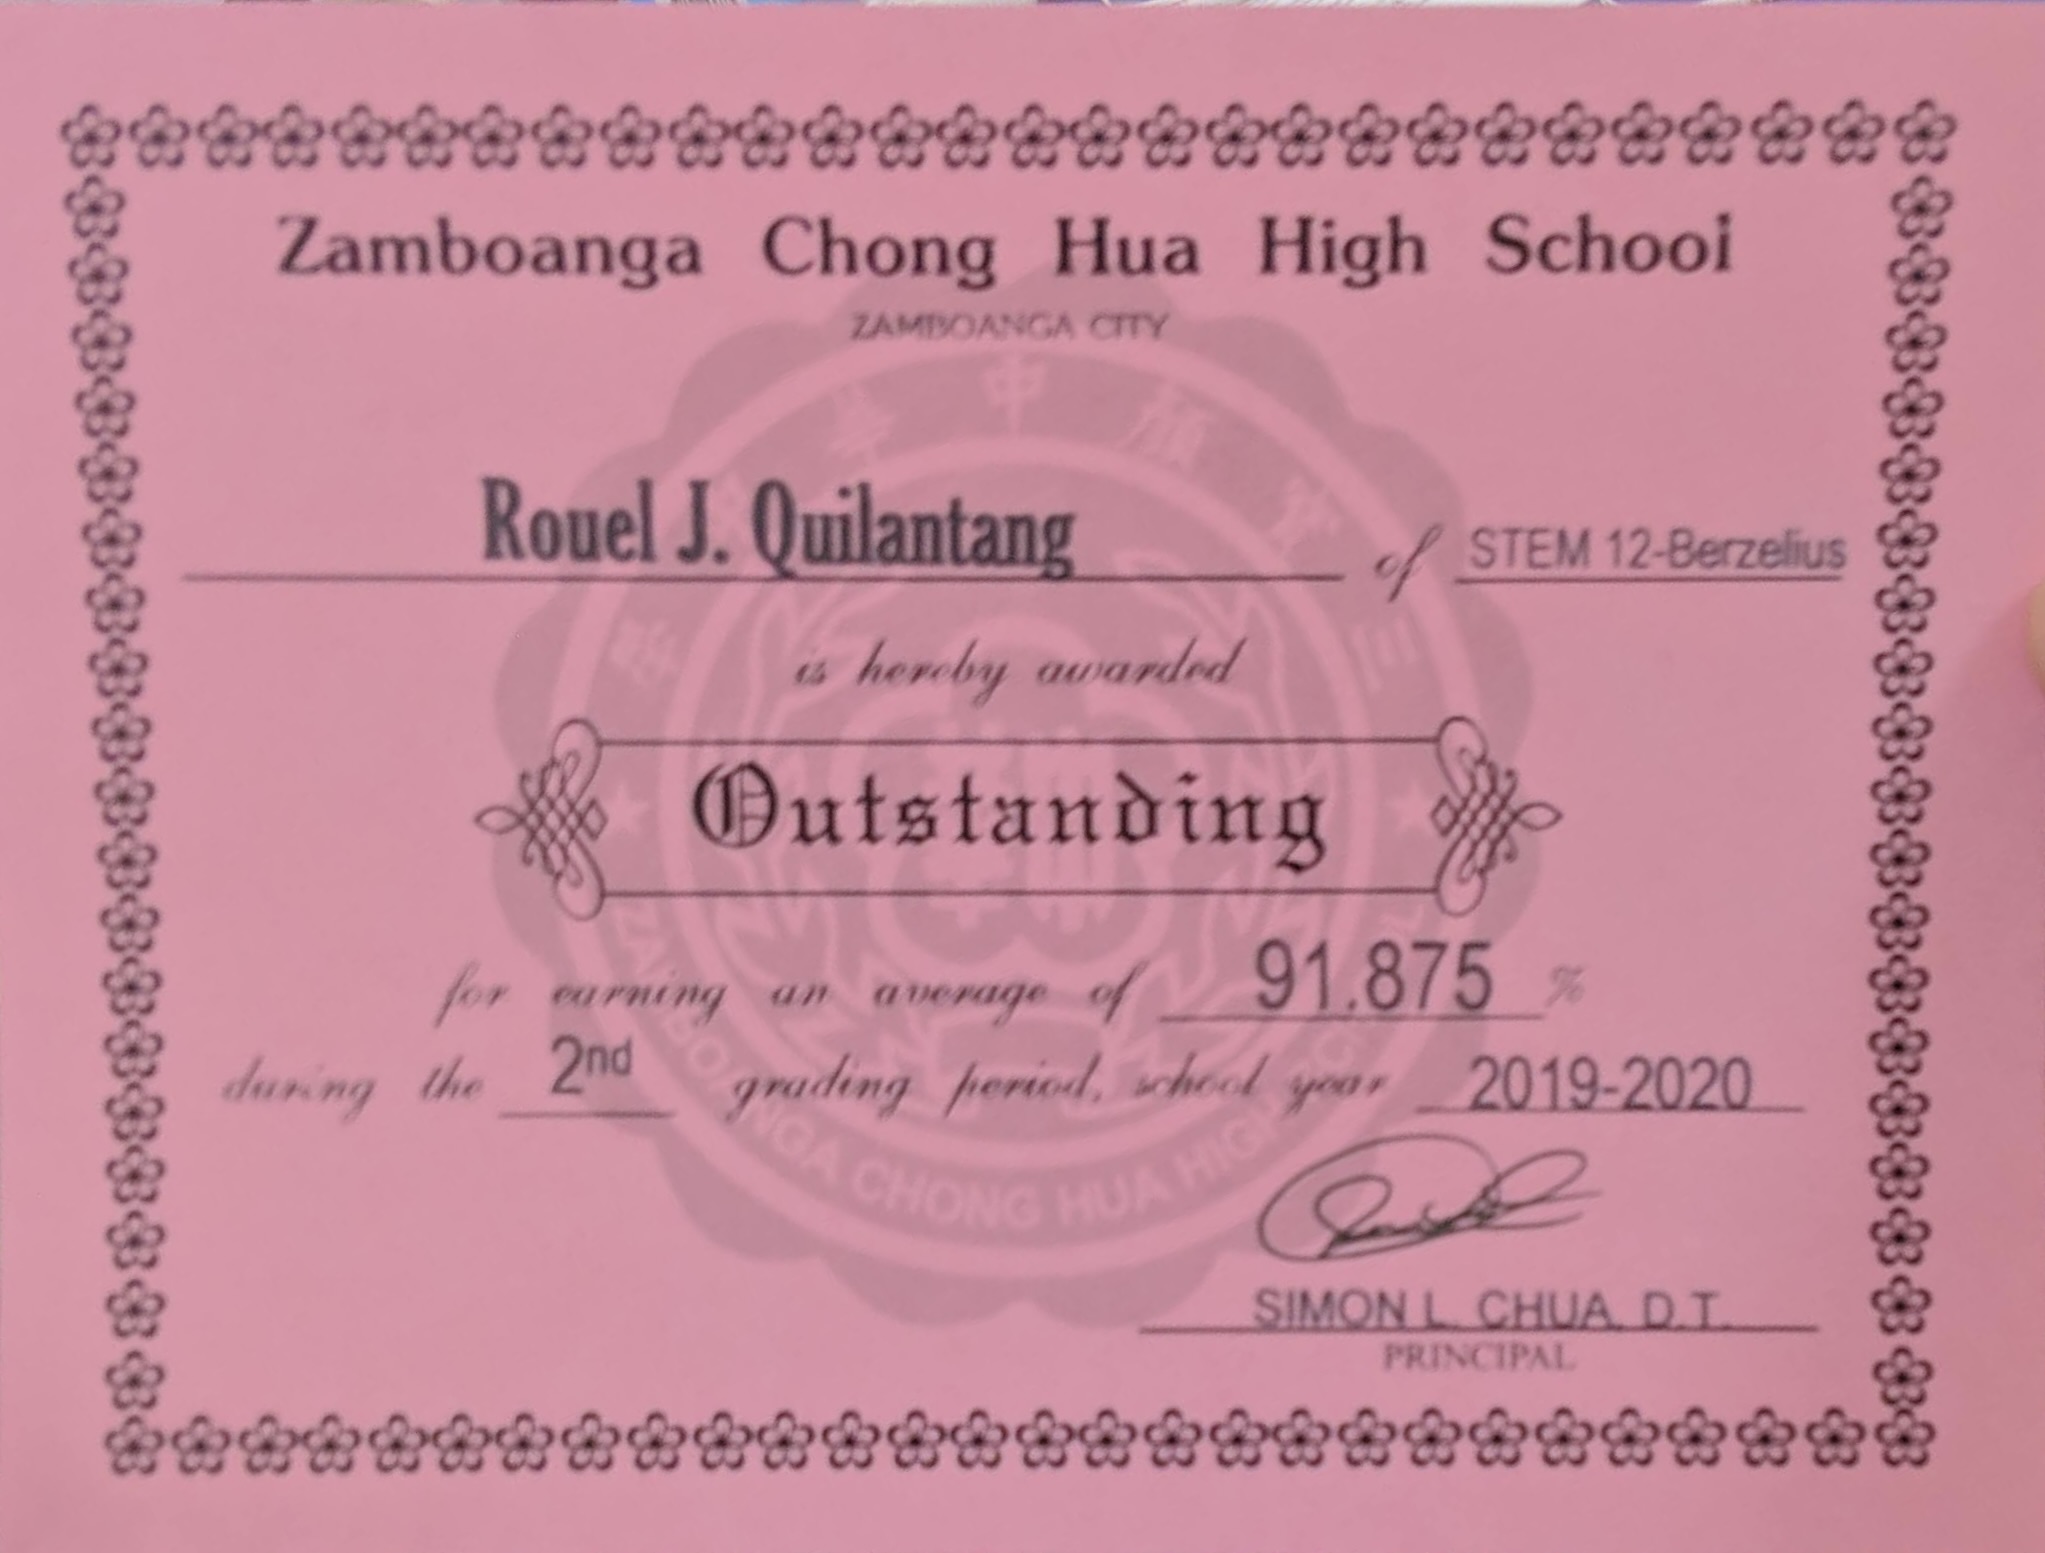 Zamboanga Chong Hua High School
ZAMBOANGA CITY
Rouel J. Quilantang of STEM 12-Berzelius
is hereby awarded
Outstanding
for earning an average of 91.875 %
during the 2nd grading period, school year 2019-2020
SIMON L. CHUA, D.T.
PRINCIPAL
ZAMBOANGA CHONG HUA HIGH